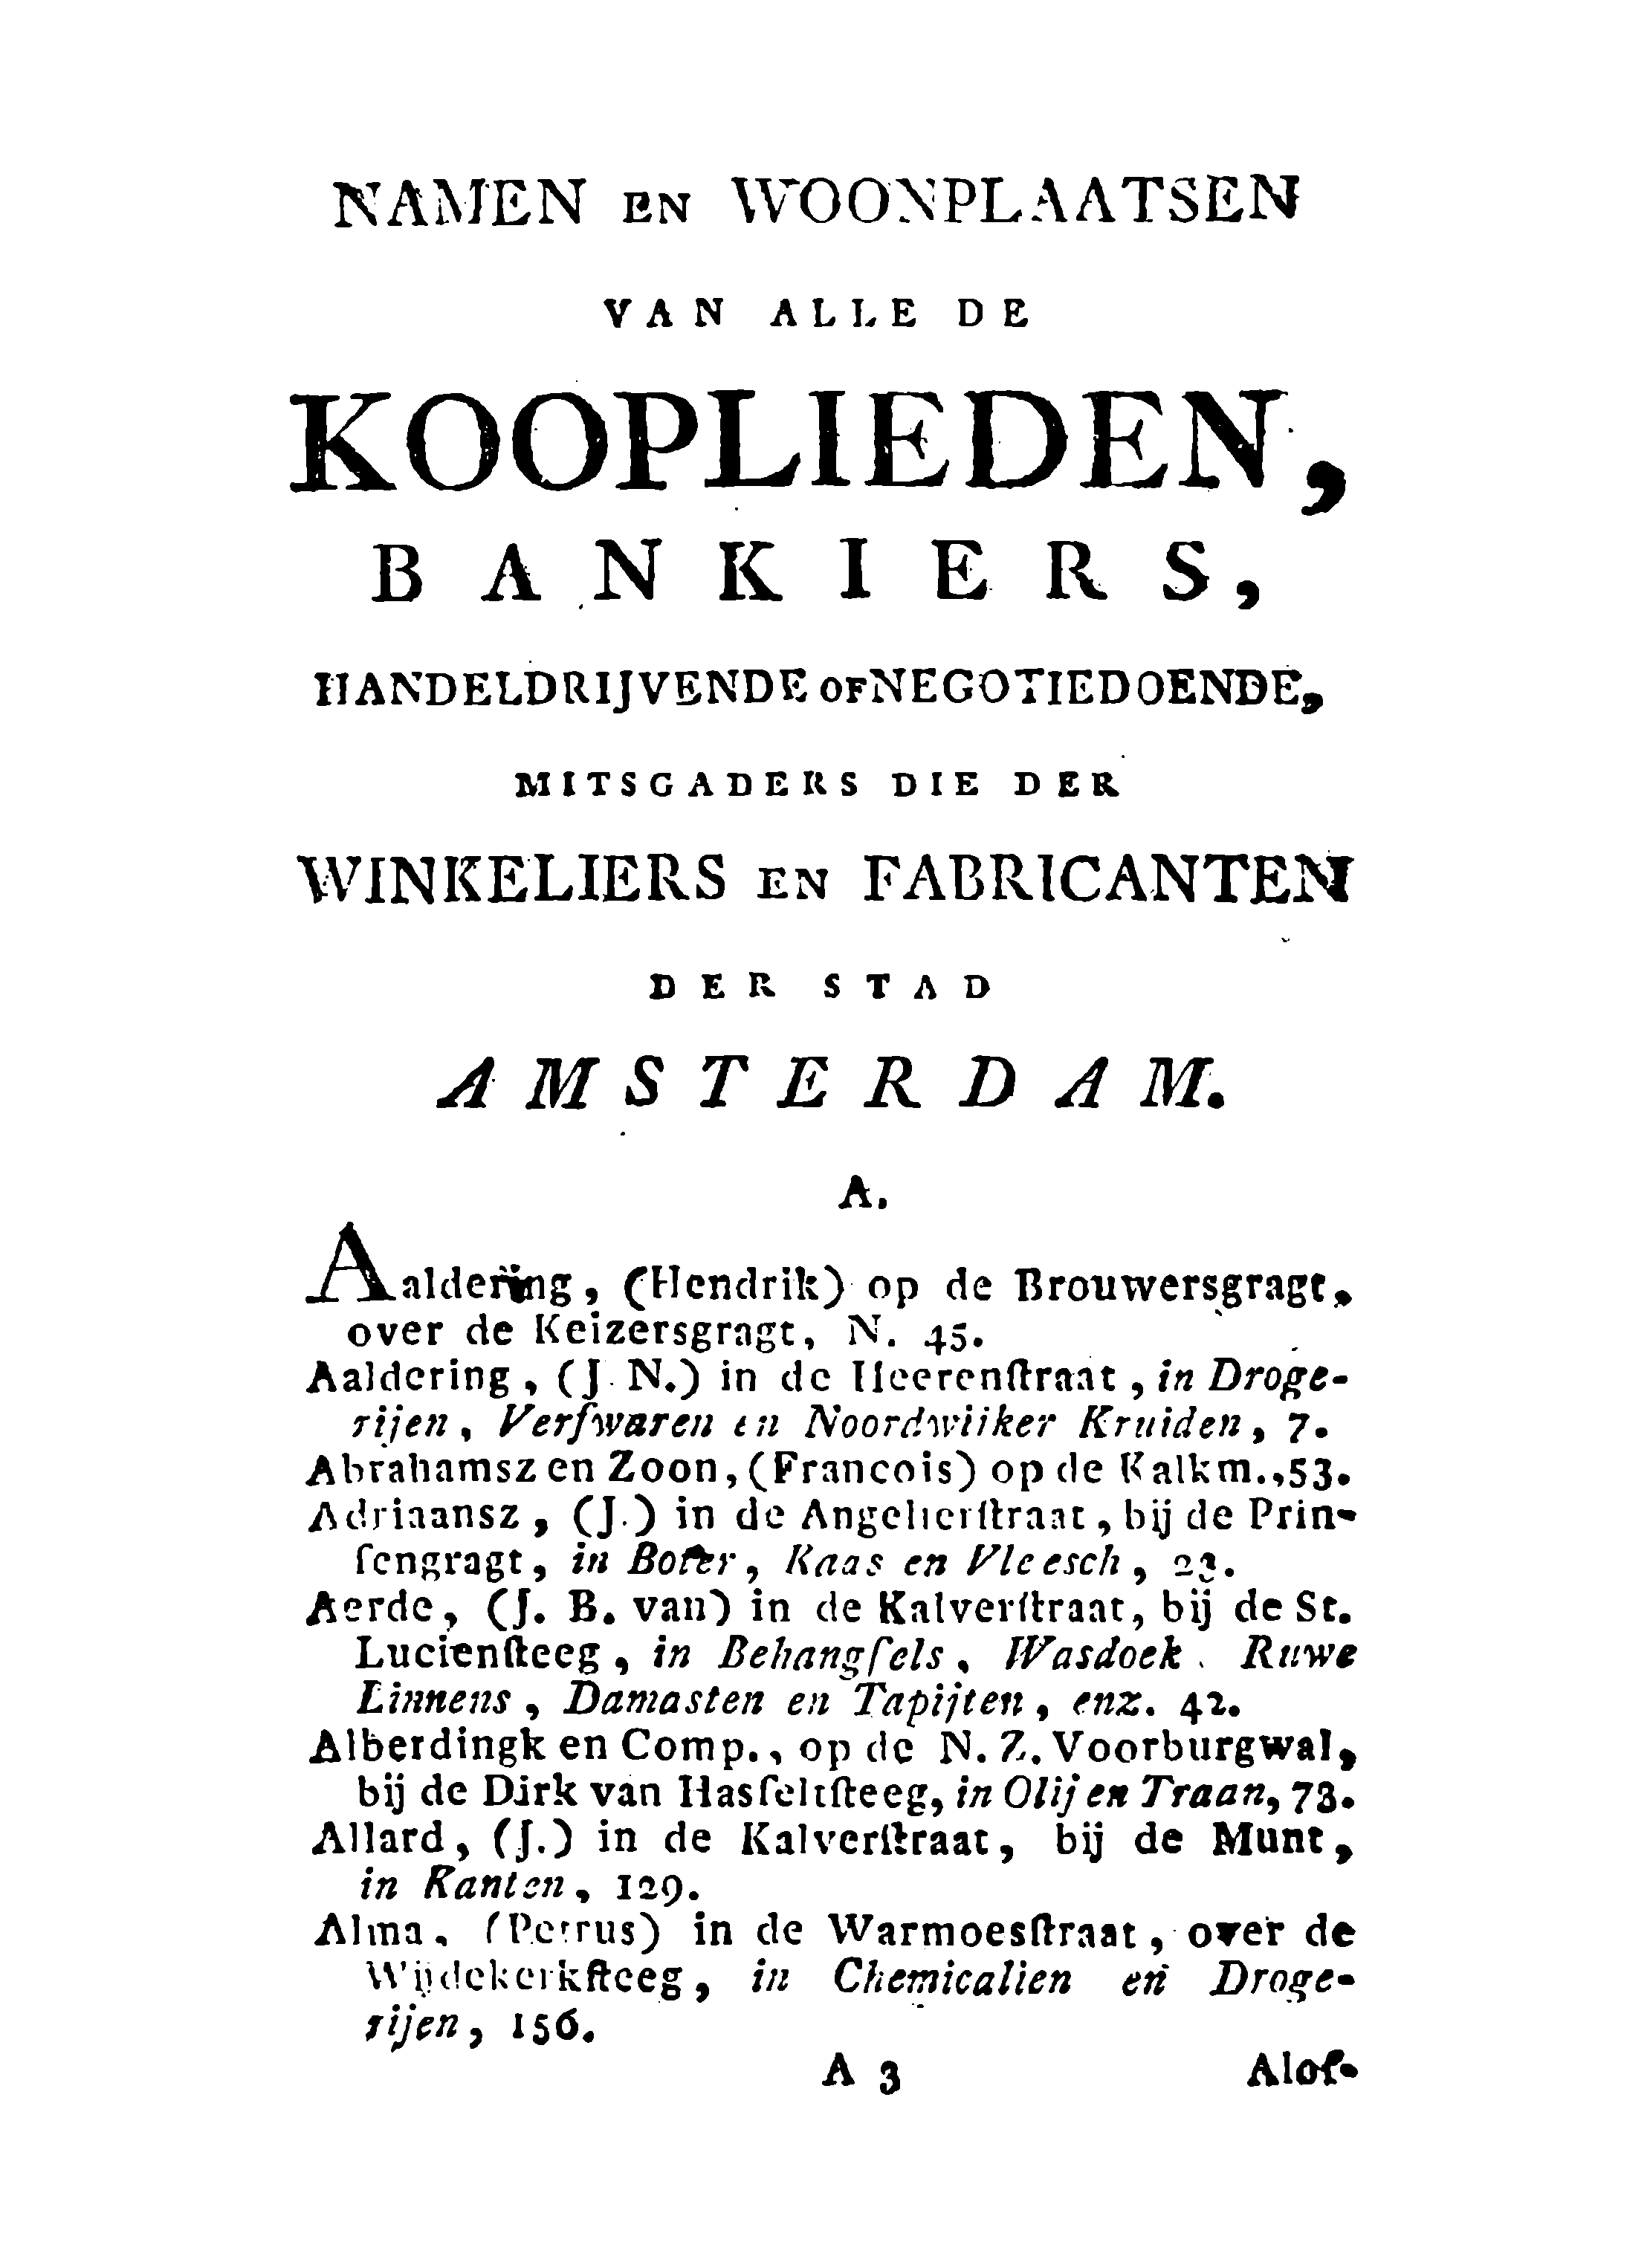 NAMEN EN WOONPLAATSEN
VAN ALLE DE
KOOPLIEDEN,
BANKIERS,
HANDELDRIJVENDE OF NEGOTIEDOENDE,
MITSGADERS DIE DER
WINKELIERS EN FABRICANTEN
DER STAD
AMSTERDAM.
A.
Aaldering, (Hendrik) op de Brouwersgragt,
over de Keizersgragt, N. 45.
Aaldering, (J. N.) in de Heerenſtraat, in Droge-
rijen, Verfwaren en Noordwijker Kruiden, 7.
Abrahamsz en Zoon, (Francois) op de Kalkm., 53.
Adriaansz, (J.) in de Angelierſtraat, bij de Prin-
ſengragt, in Boter, Kaas en Vleesch, 23.
Aerde, (J. B. van) in de Kalverſtraat, bij de St.
Lucienſteeg, in Behangſels, Wasdoek. Ruwe
Linnens, Damasten en Tapijten, enz. 42.
Alberdingk en Comp., op de N. Z. Voorburgwal,
bij de Dirk van Hasſeltſteeg, in Olij en Traan, 73.
Allard, (J.) in de Kalverſtraat, bij de Munt,
in Kanten, 129.
Alma, (Petrus) in de Warmoesſtraat, over de
Wijdekerkſteeg, in Chemicalien en Droge-
rijen, 156.
A 3 Alof-